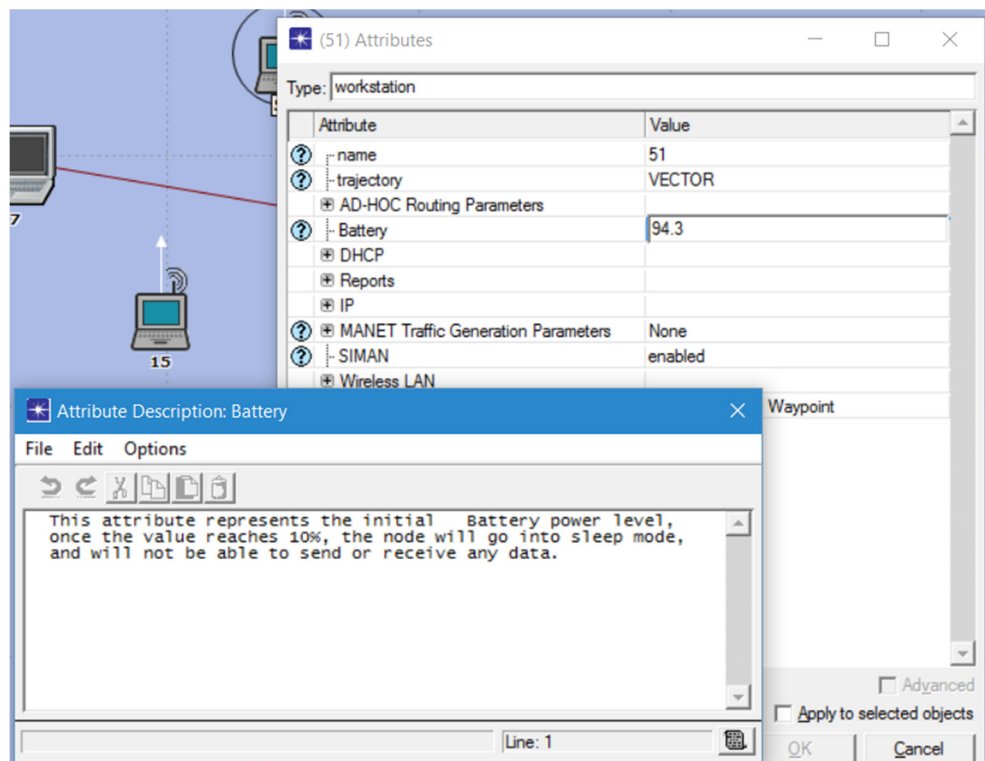 (51) Attributes
Type: workstation
Attribute Value
name 51
trajectory VECTOR
AD-HOC Routing Parameters
Battery 94.3
DHCP
Reports
IP
MANET Traffic Generation Parameters None
SIMAN enabled
Wireless LAN
Waypoint
7
15
Attribute Description: Battery
File Edit Options
This attribute represents the initial Battery power level,
once the value reaches 10%, the node will go into sleep mode,
and will not be able to send or receive any data.
Line: 1
Advanced
Apply to selected objects
OK Cancel